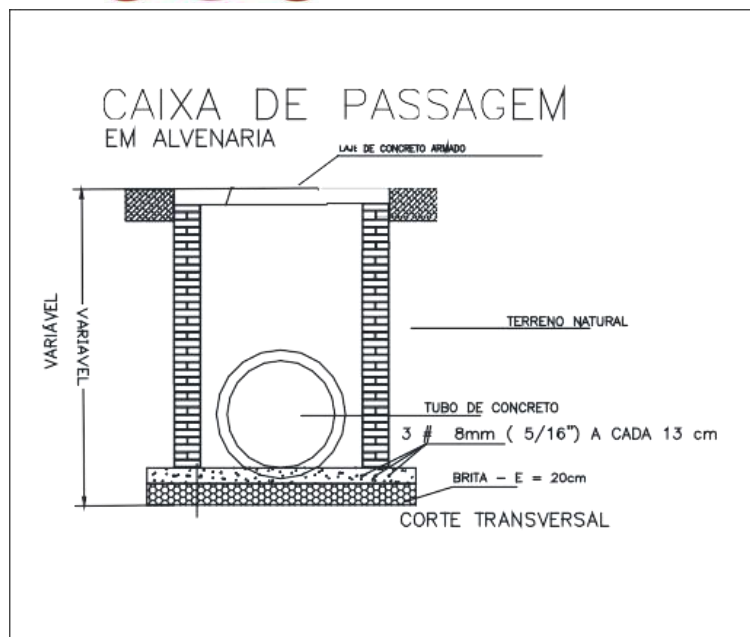 CAIXA DE PASSAGEM
EM ALVENARIA
LAJE DE CONCRETO ARMADO
VARIÁVEL
VARIAVEL
TERRENO NATURAL
TUBO DE CONCRETO
3 # 8mm ( 5/16") A CADA 13 cm
BRITA - E = 20cm
CORTE TRANSVERSAL